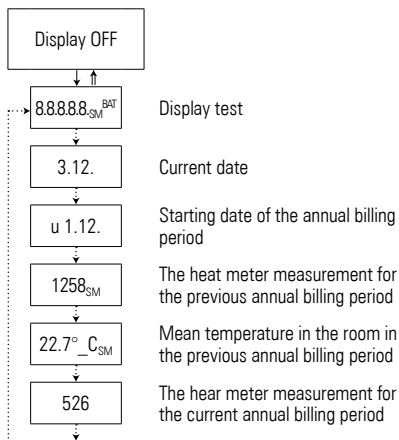 Display OFF
8.8.8.8.8.SM BAT Display test
3.12. Current date
u 1.12. Starting date of the annual billing
period
1258SM The heat meter measurement for
the previous annual billing period
22.7°_CSM Mean temperature in the room in
the previous annual billing period
526 The hear meter measurement for
the current annual billing period